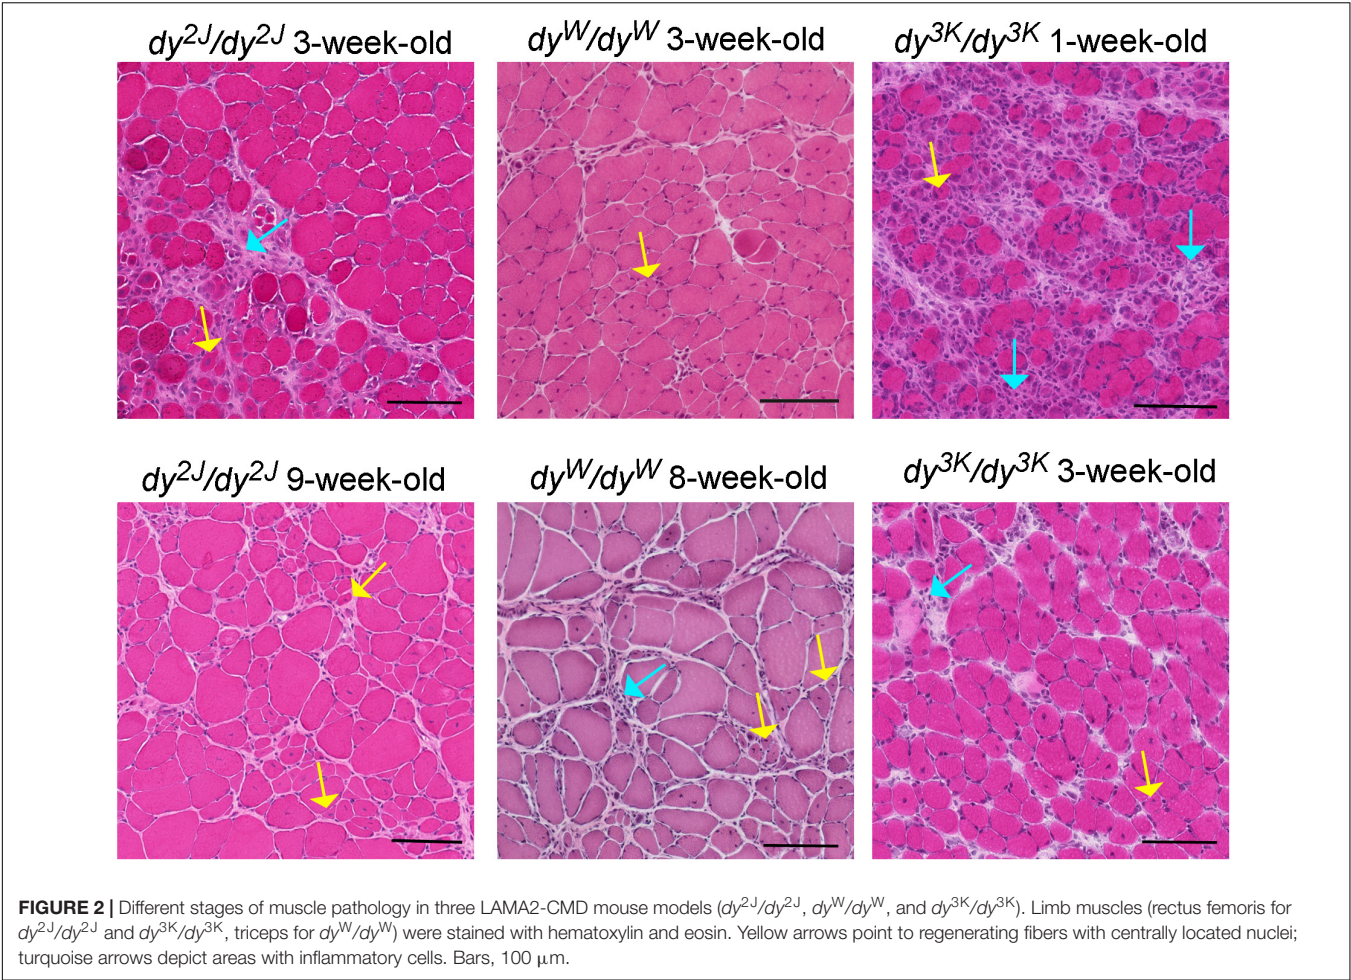 dy2J/dy2J 3-week-old
dyW/dyW 3-week-old
dy3K/dy3K 1-week-old
dy2J/dy2J 9-week-old
dyW/dyW 8-week-old
dy3K/dy3K 3-week-old
FIGURE 2 | Different stages of muscle pathology in three LAMA2-CMD mouse models (dy2J/dy2J, dyW/dyW, and dy3K/dy3K). Limb muscles (rectus femoris for
dy2J/dy2J and dy3K/dy3K, triceps for dyW/dyW) were stained with hematoxylin and eosin. Yellow arrows point to regenerating fibers with centrally located nuclei;
turquoise arrows depict areas with inflammatory cells. Bars, 100 μm.